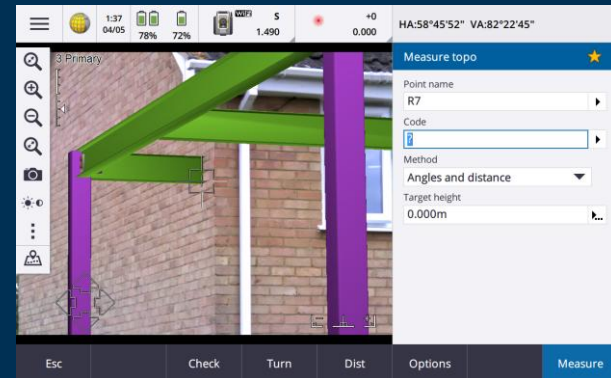 1:37
04/05
78%
72%
S
1.490
+0
0.000
HA:58°45'52" VA:82°22'45"
3 Primary
Measure topo
Point name
R7
Code
?
Method
Angles and distance
Target height
0.000m
Esc
Check
Turn
Dist
Options
Measure